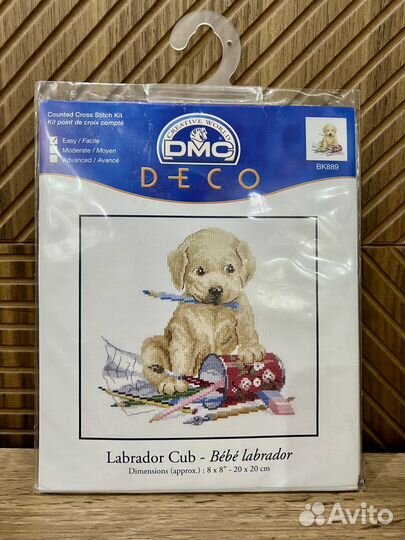 Counted Cross Stitch Kit
Kit point de croix compté
Easy / Facile
Moderate / Moyen
Advanced / Avancé
CREATIVE WORLD
DMC
DECO
BK889
Labrador Cub - Bébé labrador
Dimensions (approx.) : 8 x 8" - 20 x 20 cm
Avito